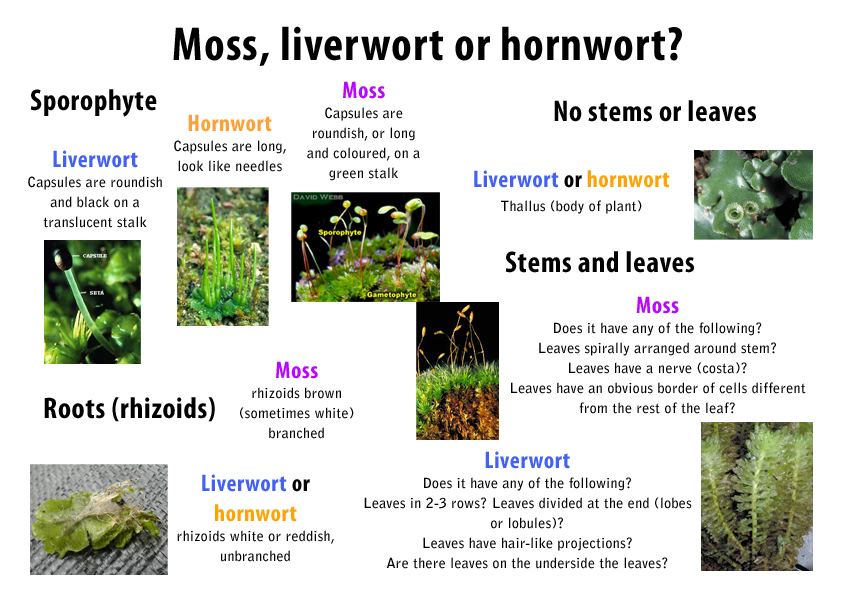 Moss, liverwort or hornwort?
Sporophyte
Liverwort
Capsules are roundish
and black on a
translucent stalk
CAPSULE
SETA
Hornwort
Capsules are long,
look like needles
Moss
Capsules are
roundish, or long
and coloured, on a
green stalk
DAVID WEBB
Sporophyte
Gametophyte
No stems or leaves
Liverwort or hornwort
Thallus (body of plant)
Stems and leaves
Moss
Does it have any of the following?
Leaves spirally arranged around stem?
Leaves have a nerve (costa)?
Leaves have an obvious border of cells different
from the rest of the leaf?
Liverwort
Does it have any of the following?
Leaves in 2-3 rows? Leaves divided at the end (lobes
or lobules)?
Leaves have hair-like projections?
Are there leaves on the underside the leaves?
Roots (rhizoids)
Moss
rhizoids brown
(sometimes white)
branched
Liverwort or
hornwort
rhizoids white or reddish,
unbranched